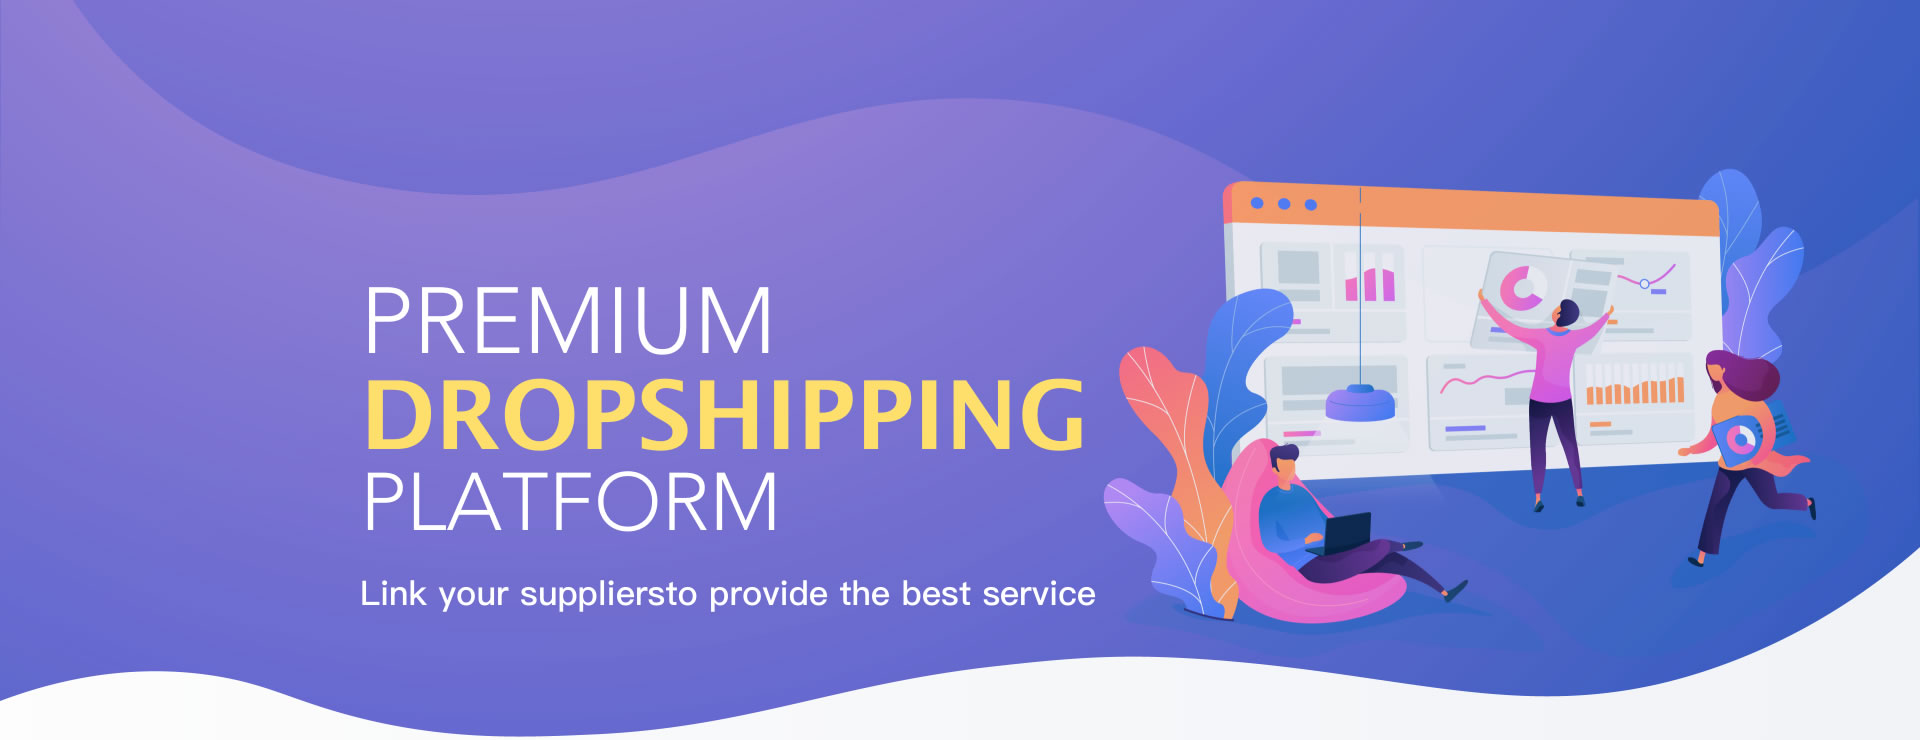 PREMIUM
DROPSHIPPING
PLATFORM
Link your suppliersto provide the best service